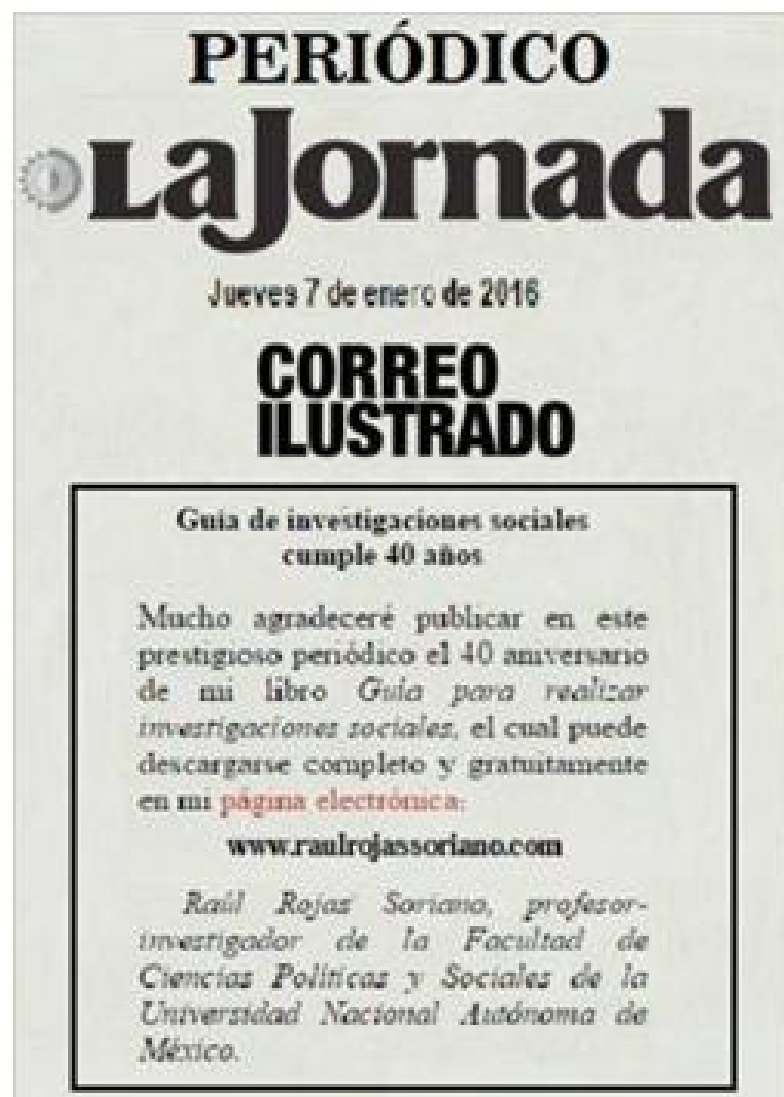 PERIÓDICO
La Jornada
Jueves 7 de enero de 2016
CORREO
ILUSTRADO
Guía de investigaciones sociales
cumple 40 años
Mucho agradeceré publicar en este
prestigioso periódico el 40 aniversario
de mi libro Guía para realizar
investigaciones sociales, el cual puede
descargarse completo y gratuitamente
en mi página electrónica:
www.raulrojassoriano.com
Raúl Rojas Soriano, profesor-
investigador de la Facultad de
Ciencias Políticas y Sociales de la
Universidad Nacional Autónoma de
México.